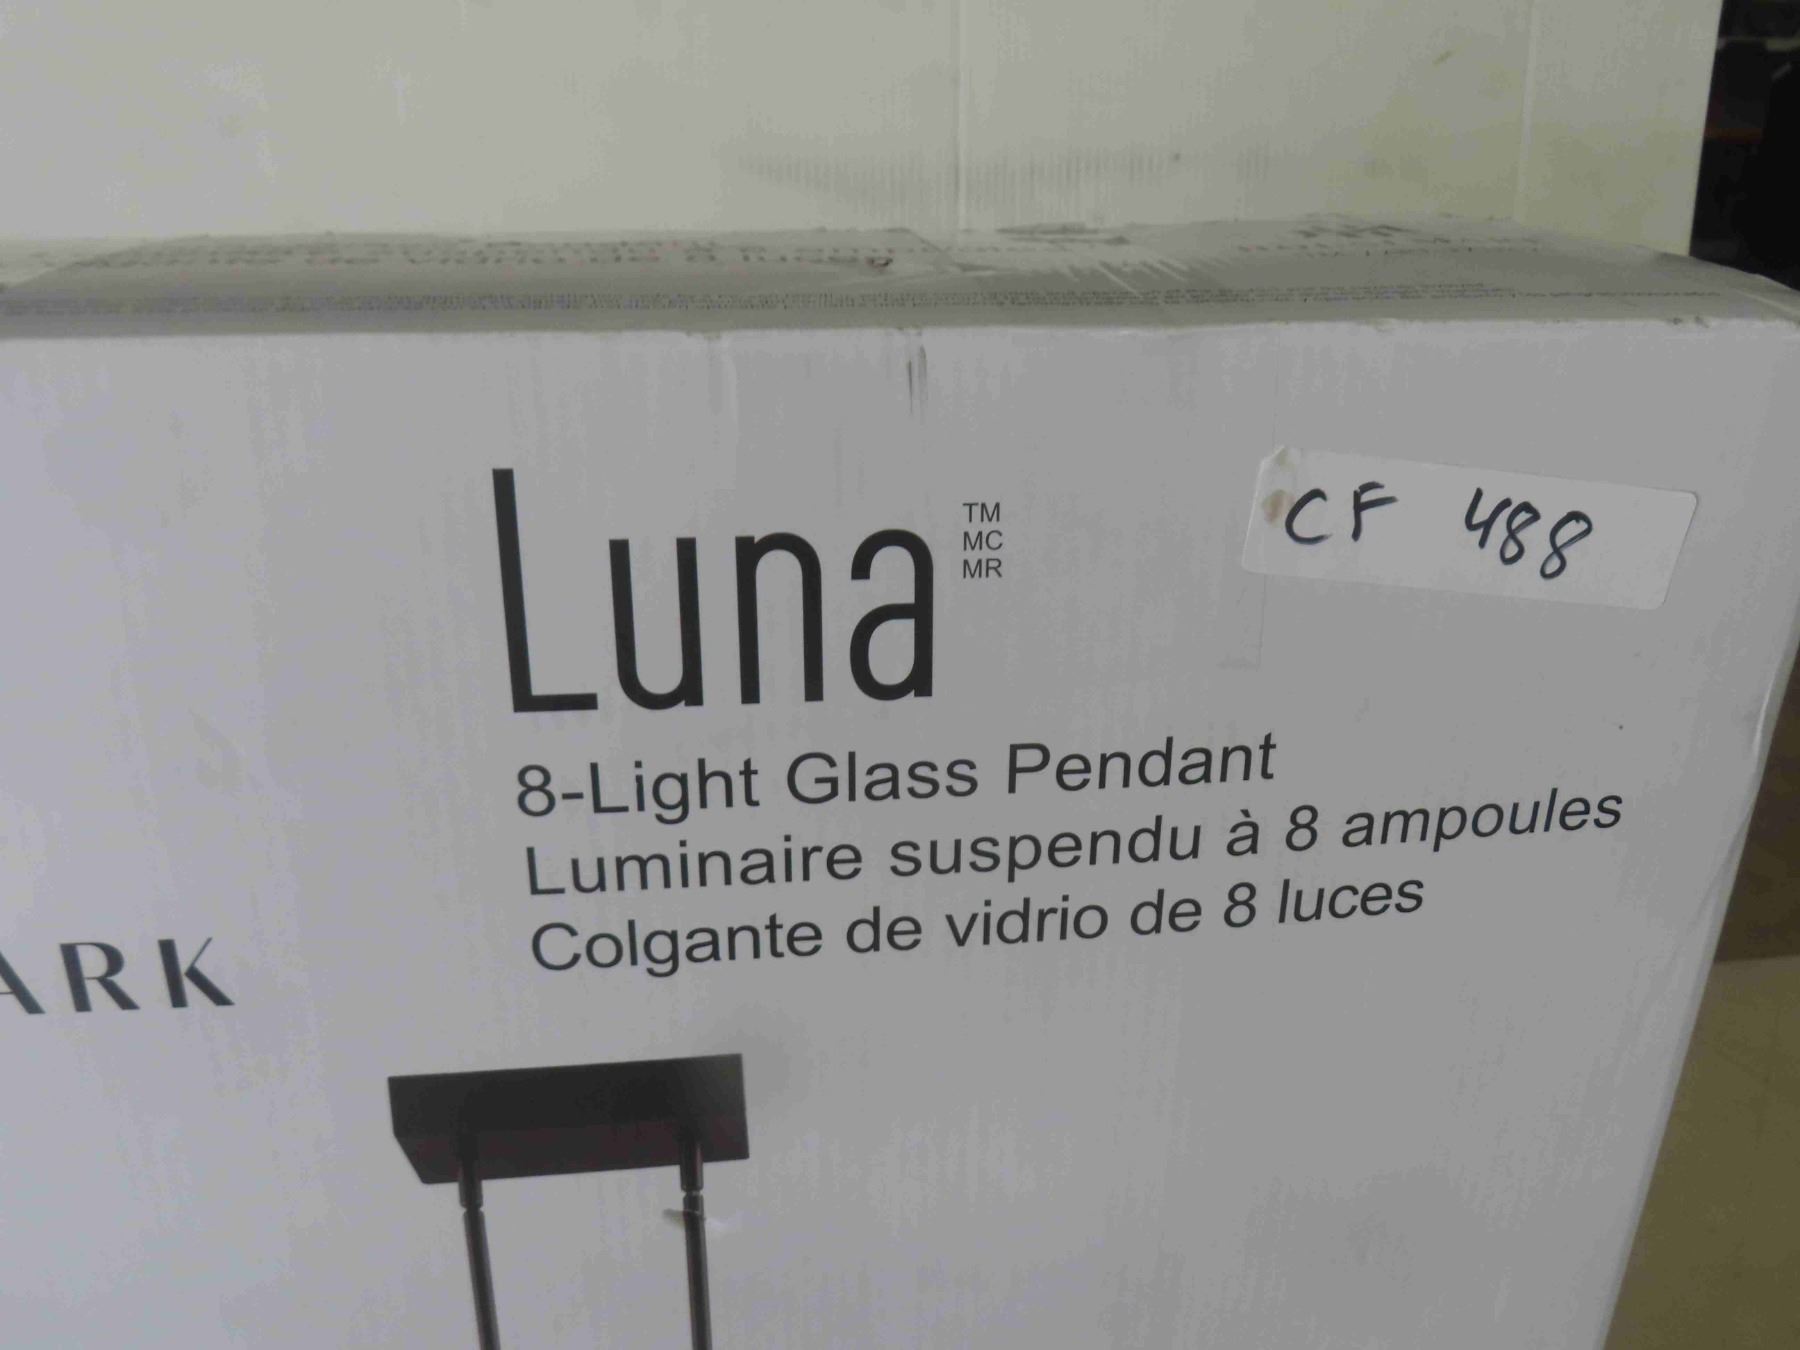 Luna
TM
MC
MR
CF 488
8-Light Glass Pendant
Luminaire suspendu à 8 ampoules
Colgante de vidrio de 8 luces
ARK